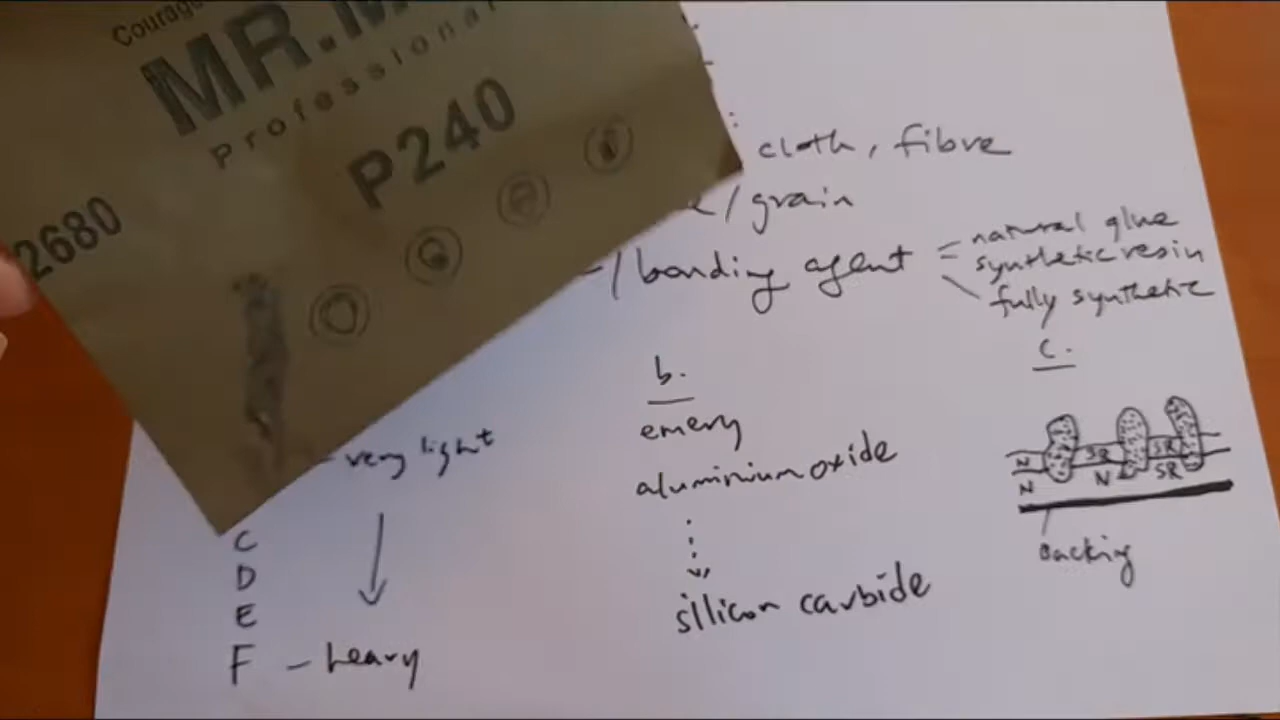 Courage
MR.M
Professional
P240
2680
cloth, fibre
/grain
/bonding agent
natural glue
synthetic resin
fully synthetic
b.
emery
aluminium oxide
silicon carbide
c.
N SR SR
N N SR
backing
very light
C
D
E
F - heavy